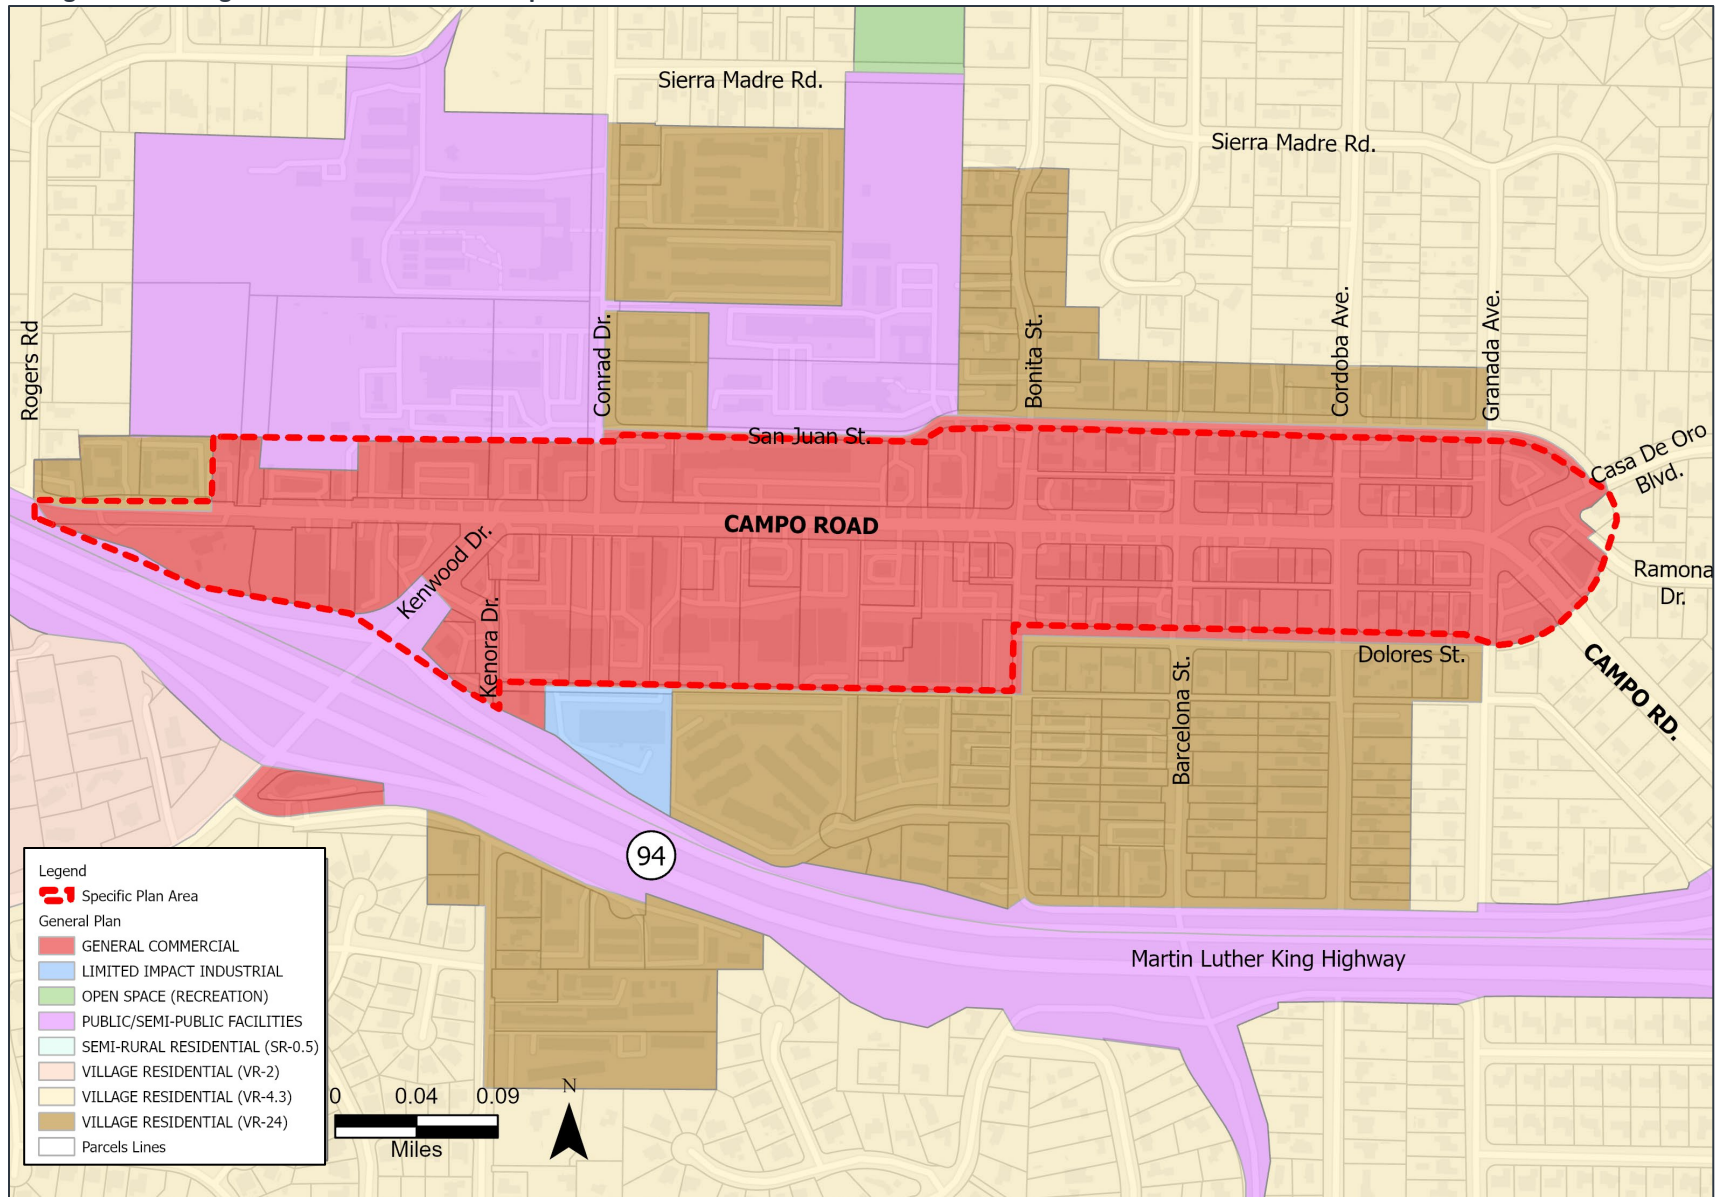 Sierra Madre Rd.
Sierra Madre Rd.
Rogers Rd
Conrad Dr.
Bonita St.
Cordoba Ave.
Granada Ave.
San Juan St.
Casa De Oro
Blvd.
CAMPO ROAD
Kenwood Dr.
Kenora Dr.
Ramona
Dr.
Dolores St.
CAMPO RD.
Barcelona St.
94
Martin Luther King Highway
Legend
Specific Plan Area
General Plan
GENERAL COMMERCIAL
LIMITED IMPACT INDUSTRIAL
OPEN SPACE (RECREATION)
PUBLIC/SEMI-PUBLIC FACILITIES
SEMI-RURAL RESIDENTIAL (SR-0.5)
VILLAGE RESIDENTIAL (VR-2)
VILLAGE RESIDENTIAL (VR-4.3)
VILLAGE RESIDENTIAL (VR-24)
Parcels Lines
0 0.04 0.09
Miles
N